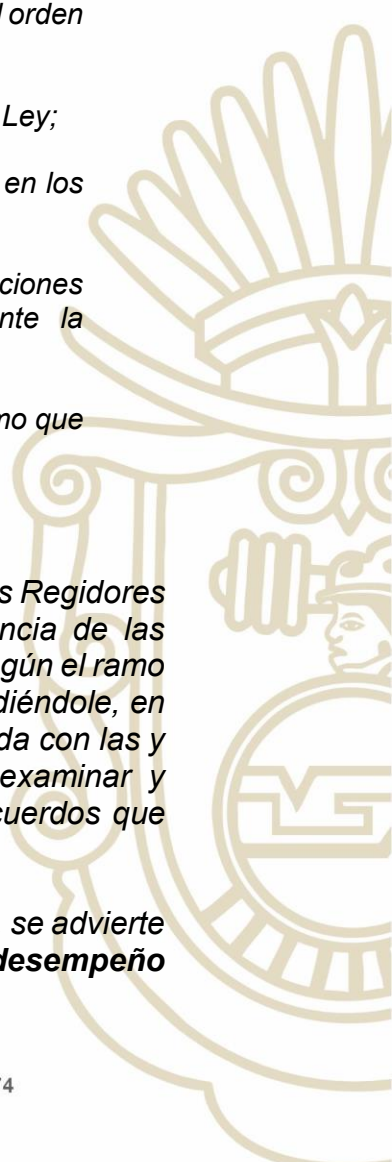 l orden
Ley;
en los
ciones
nte la
mo que
s Regidores
ncia de las
gún el ramo
diéndole, en
da con las y
examinar y
cuerdos que
se advierte
desempeño
74